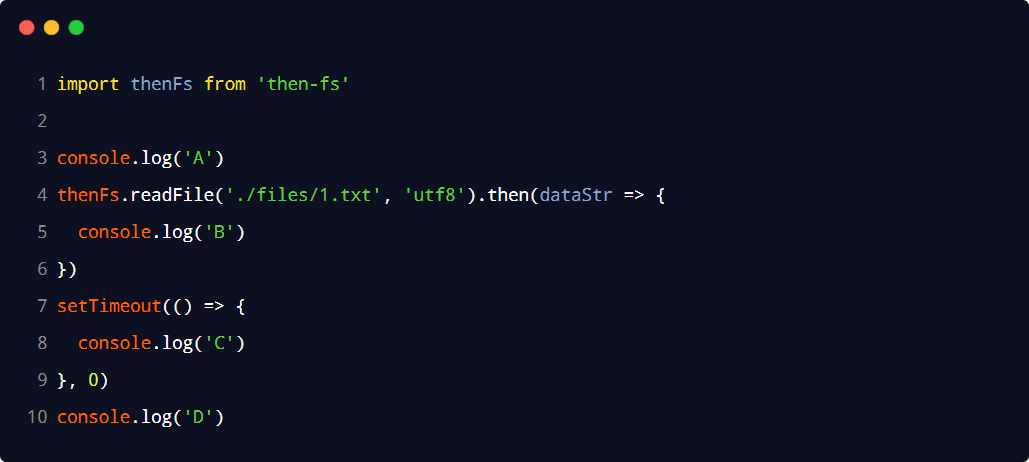 1 import thenFs from 'then-fs'
2
3 console.log('A')
4 thenFs.readFile('./files/1.txt', 'utf8').then(dataStr => {
5   console.log('B')
6 })
7 setTimeout(() => {
8   console.log('C')
9 }, 0)
10 console.log('D')